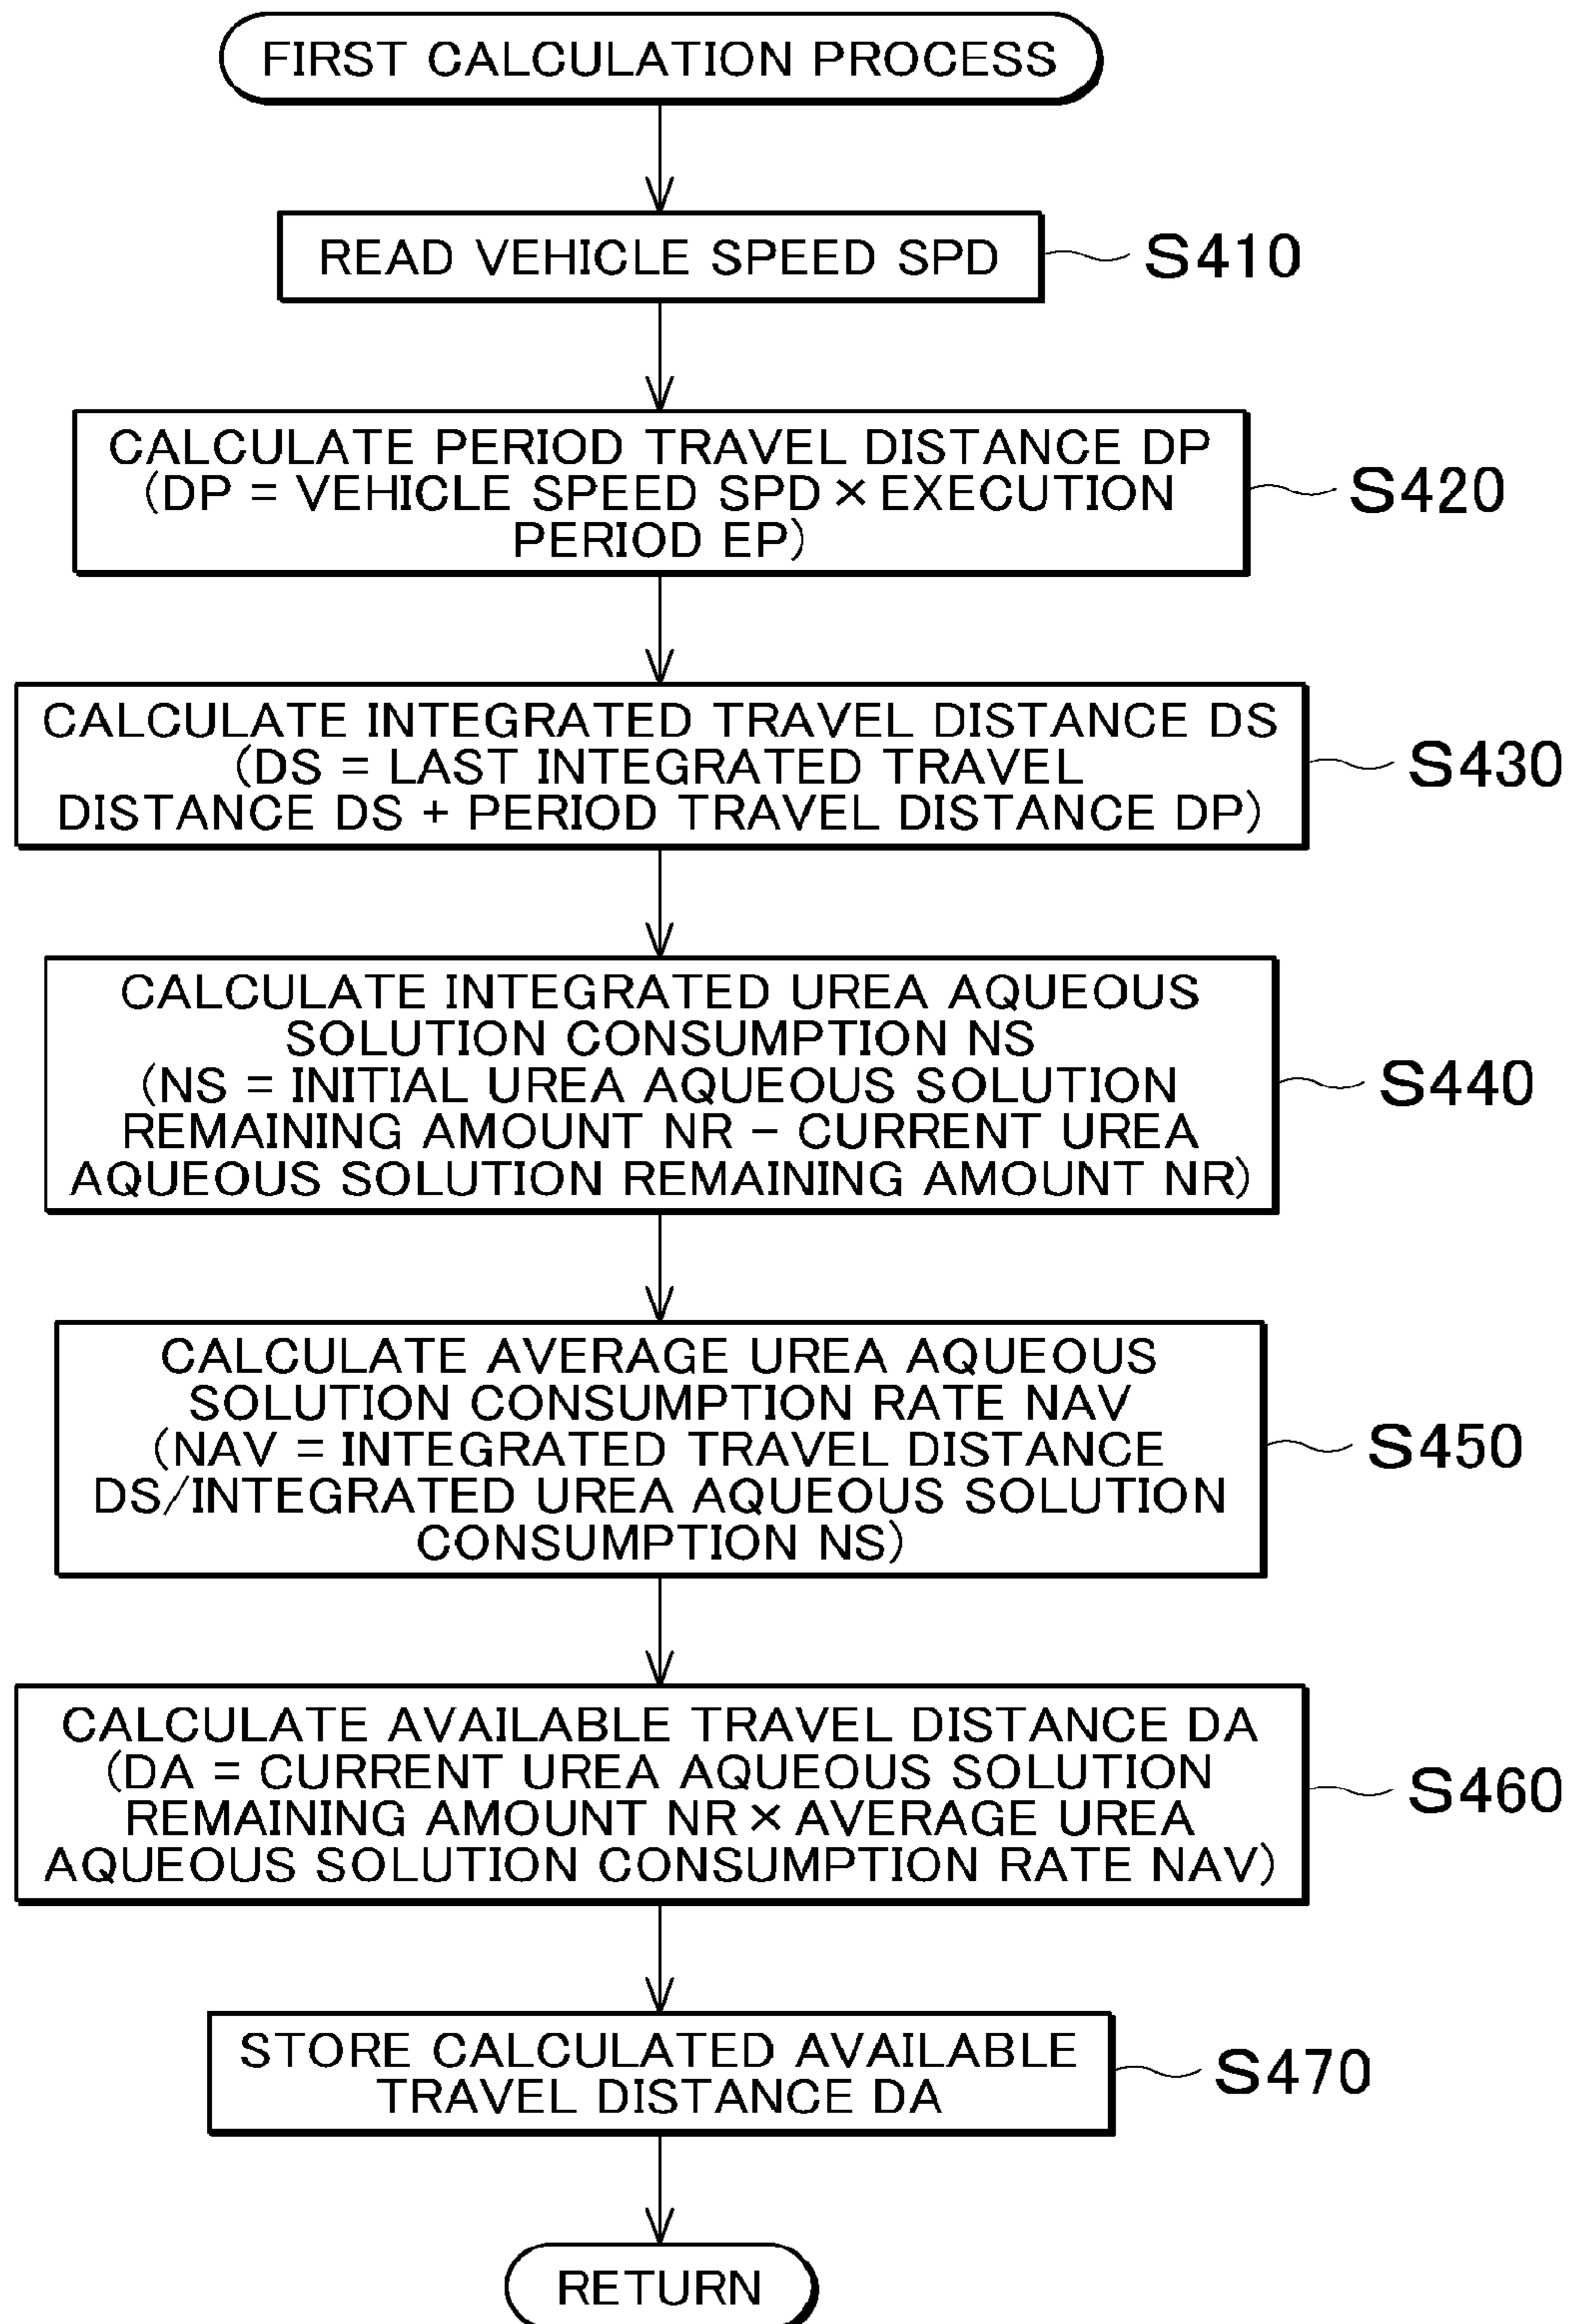 FIRST CALCULATION PROCESS
READ VEHICLE SPEED SPD
S410
CALCULATE PERIOD TRAVEL DISTANCE DP
(DP = VEHICLE SPEED SPD × EXECUTION
PERIOD EP)
S420
CALCULATE INTEGRATED TRAVEL DISTANCE DS
(DS = LAST INTEGRATED TRAVEL
DISTANCE DS + PERIOD TRAVEL DISTANCE DP)
S430
CALCULATE INTEGRATED UREA AQUEOUS
SOLUTION CONSUMPTION NS
(NS = INITIAL UREA AQUEOUS SOLUTION
REMAINING AMOUNT NR – CURRENT UREA
AQUEOUS SOLUTION REMAINING AMOUNT NR)
S440
CALCULATE AVERAGE UREA AQUEOUS
SOLUTION CONSUMPTION RATE NAV
(NAV = INTEGRATED TRAVEL DISTANCE
DS/INTEGRATED UREA AQUEOUS SOLUTION
CONSUMPTION NS)
S450
CALCULATE AVAILABLE TRAVEL DISTANCE DA
(DA = CURRENT UREA AQUEOUS SOLUTION
REMAINING AMOUNT NR × AVERAGE UREA
AQUEOUS SOLUTION CONSUMPTION RATE NAV)
S460
STORE CALCULATED AVAILABLE
TRAVEL DISTANCE DA
S470
RETURN